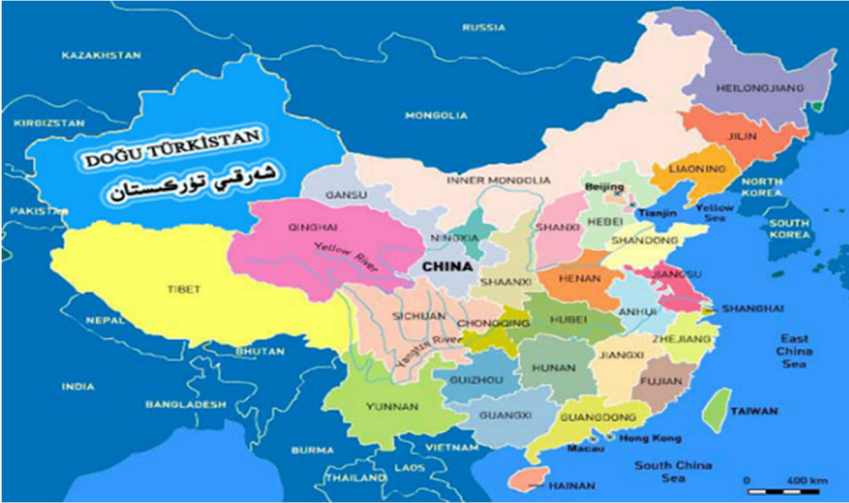 RUSSIA
KAZAKHSTAN
MONGOLIA
HEILONGJIANG
KIRGIZSTAN
JILIN
DOĞU TÜRKİSTAN
شەرقىي تۈركىستان
LIAONING
INNER MONGOLIA
Beijing
NORTH
KOREA
GANSU
PAKISTAN
Tianjin
Yellow
Sea
QINGHAI
NINGXIA
SHANXI
HEBEI
SOUTH
KOREA
SHANDONG
Yellow River
CHINA
TIBET
SHAANXI
HENAN
JIANGSU
NEPAL
SICHUAN
CHONGQING
HUBEI
ANHUI
SHANGHAI
BHUTAN
Yangtze River
ZHEJIANG
East
China
Sea
INDIA
HUNAN
JIANGXI
GUIZHOU
FUJIAN
BANGLADESH
YUNNAN
GUANGXI
GUANGDONG
TAIWAN
Hong Kong
Macau
BURMA
VIETNAM
LAOS
THAILAND
South China
Sea
HAINAN
0 400 km